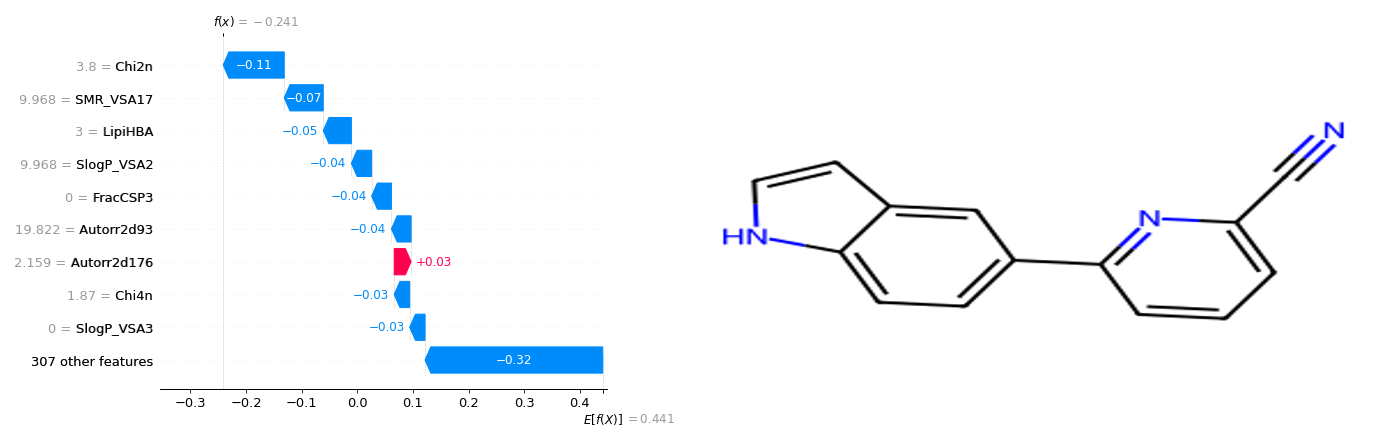 f(x) = −0.241
3.8 = Chi2n
−0.11
9.968 = SMR_VSA17
−0.07
3 = LipiHBA
−0.05
9.968 = SlogP_VSA2
−0.04
0 = FracCSP3
−0.04
19.822 = Autorr2d93
−0.04
2.159 = Autorr2d176
+0.03
1.87 = Chi4n
−0.03
0 = SlogP_VSA3
−0.03
307 other features
−0.32
−0.3 −0.2 −0.1 0.0 0.1 0.2 0.3 0.4
E[f(X)] = 0.441
N
N
HN